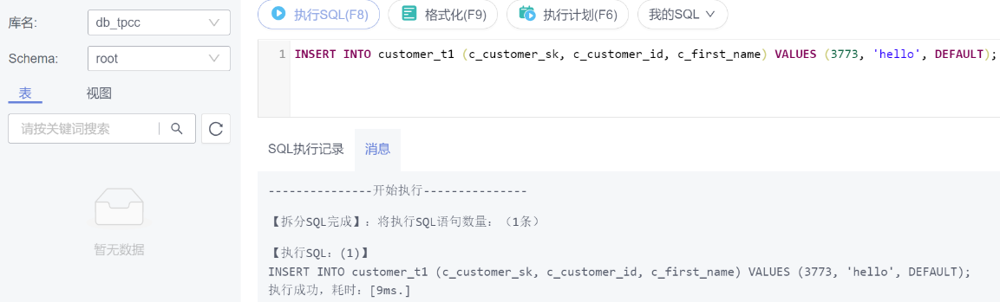 库名: db_tpcc
Schema: root
表 视图
请按关键词搜索
暂无数据
执行SQL(F8) 格式化(F9) 执行计划(F6) 我的SQL
1 INSERT INTO customer_t1 (c_customer_sk, c_customer_id, c_first_name) VALUES (3773, 'hello', DEFAULT);
SQL执行记录 消息
---------------开始执行---------------
【拆分SQL完成】：将执行SQL语句数量：（1条）
【执行SQL：(1)】
INSERT INTO customer_t1 (c_customer_sk, c_customer_id, c_first_name) VALUES (3773, 'hello', DEFAULT);
执行成功，耗时：[9ms.]